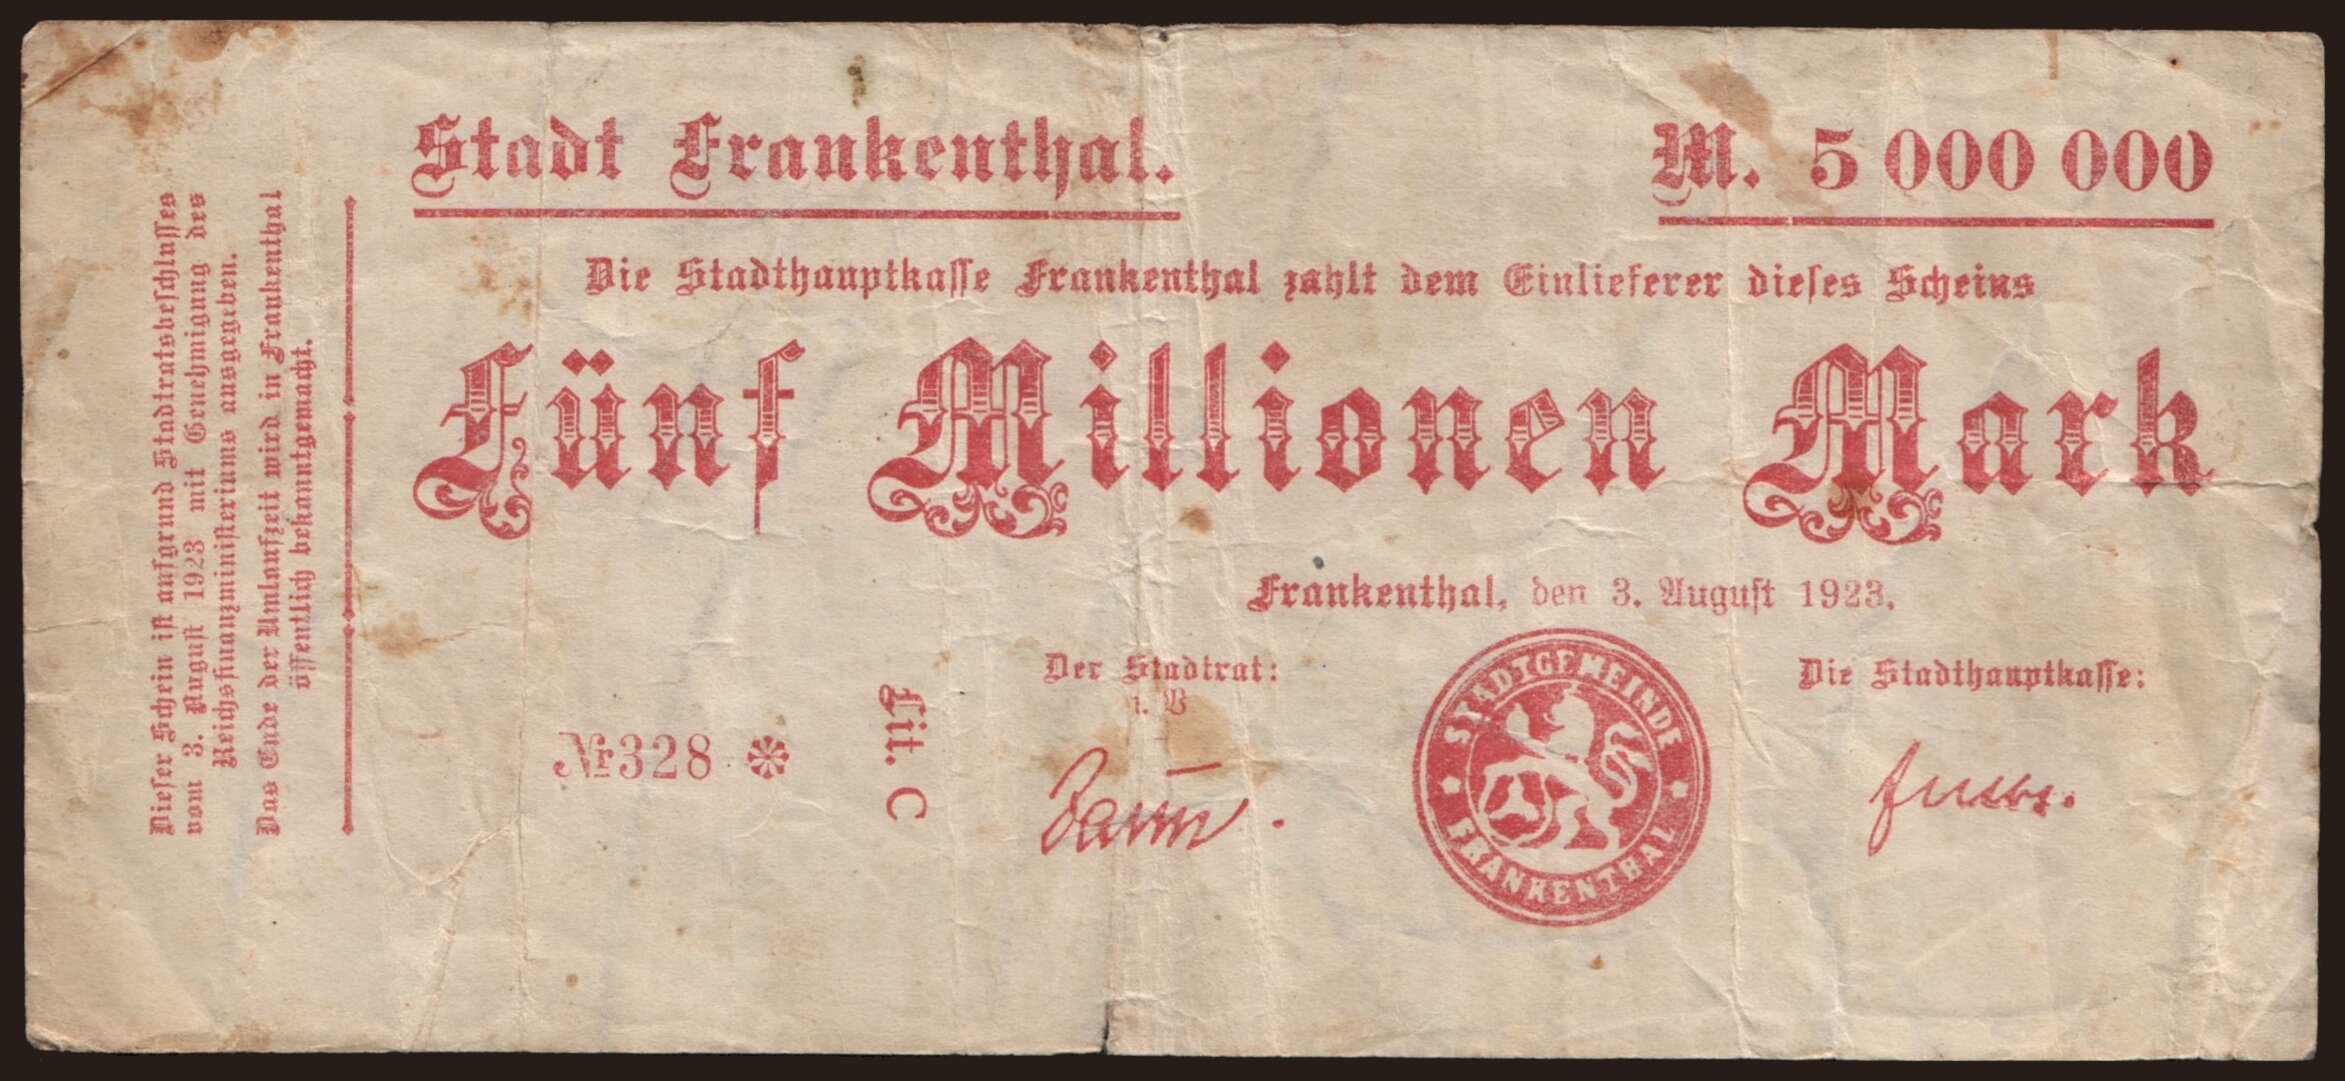 Stadt Frankenthal.
M. 5 000 000
Die Stadthauptkasse Frankenthal zahlt dem Einlieferer dieses Scheins
Fünf Millionen Mark
Frankenthal, den 3. August 1923.
Der Stadtrat:
i. V
Die Stadthauptkasse:
Nr 328
Lit. C
STADTGEMEINDE
FRANKENTHAL
Dieser Schein ist aufgrund Stadtratsbeschlusses
vom 3. August 1923 mit Genehmigung des
Reichsfinanzministeriums ausgegeben.
Das Ende der Umlaufzeit wird in Frankenthal
öffentlich bekanntgemacht.